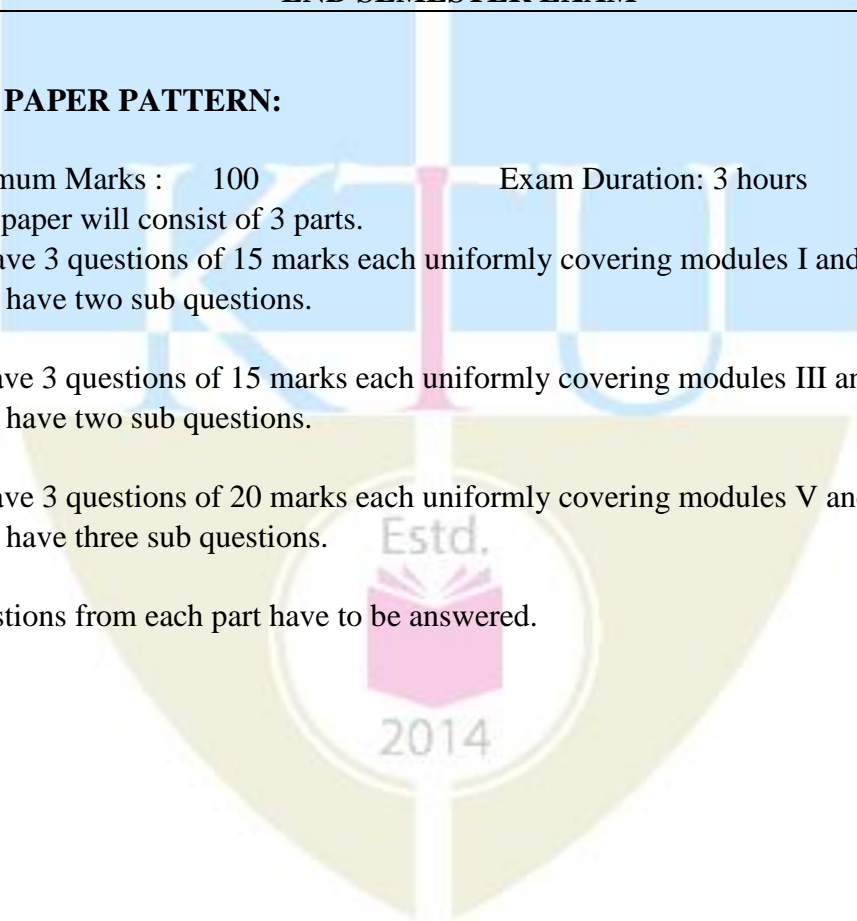 END SEMESTER EXAM
PAPER PATTERN:
mum Marks : 100 Exam Duration: 3 hours
paper will consist of 3 parts.
ave 3 questions of 15 marks each uniformly covering modules I and
have two sub questions.
ave 3 questions of 15 marks each uniformly covering modules III an
have two sub questions.
ave 3 questions of 20 marks each uniformly covering modules V and
have three sub questions.
stions from each part have to be answered.
KTU
Estd.
2014